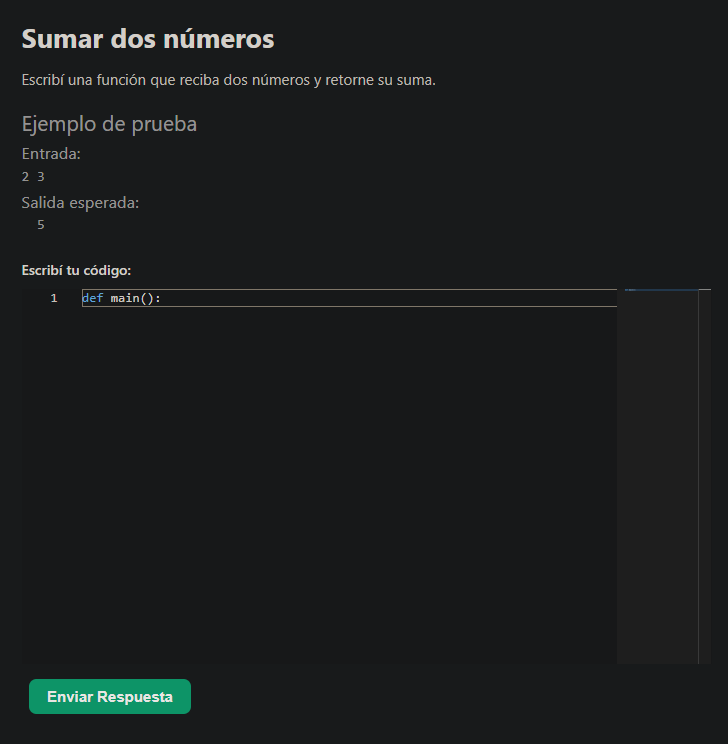 Sumar dos números
Escribí una función que reciba dos números y retorne su suma.
Ejemplo de prueba
Entrada:
2 3
Salida esperada:
5
Escribí tu código:
1 def main():
Enviar Respuesta